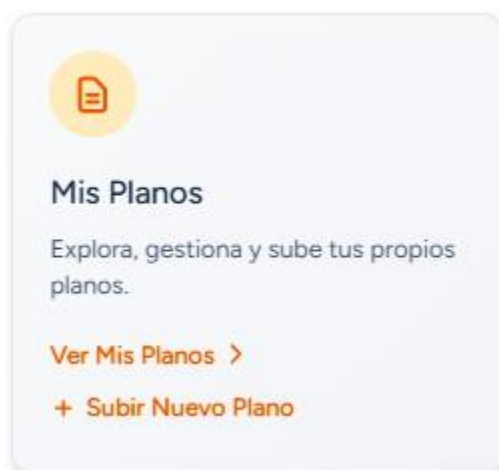 Mis Planos
Explora, gestiona y sube tus propios
planos.
Ver Mis Planos >
+ Subir Nuevo Plano